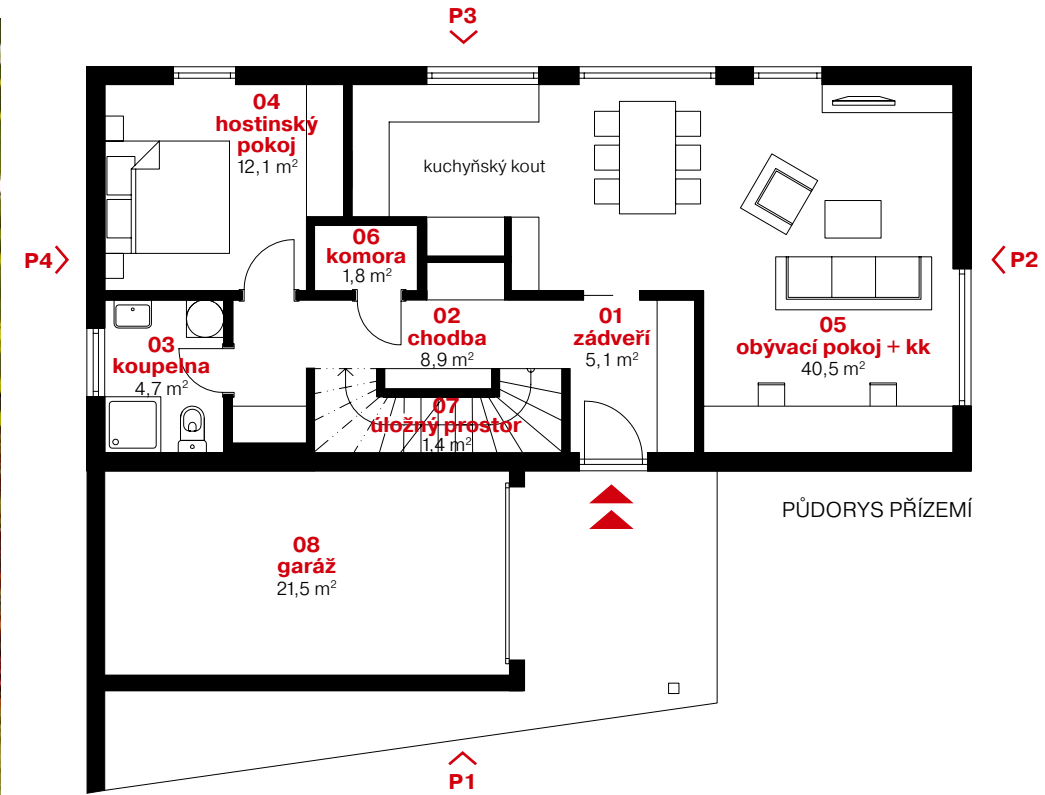 P3
04
hostinský
pokoj
12,1 m²
kuchyňský kout
06
komora
1,8 m²
P4
P2
01
zádveří
5,1 m²
02
chodba
8,9 m²
05
obývací pokoj + kk
40,5 m²
03
koupelna
4,7 m²
07
úložný prostor
1,4 m²
PŮDORYS PŘÍZEMÍ
08
garáž
21,5 m²
P1